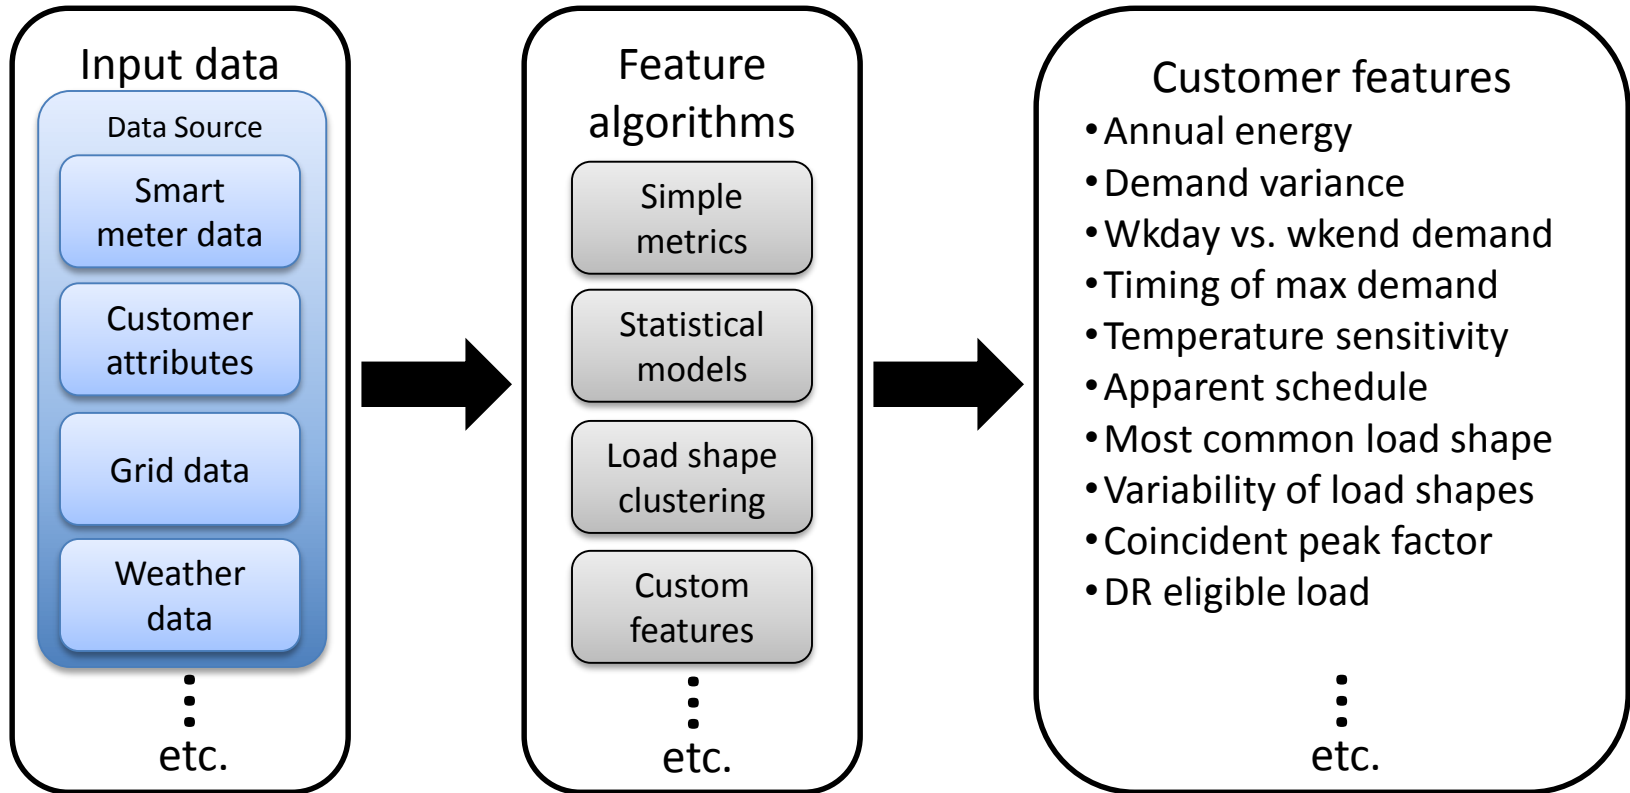 Input data
Data Source
Smart
meter data
Customer
attributes
Grid data
Weather
data
etc.
Feature
algorithms
Simple
metrics
Statistical
models
Load shape
clustering
Custom
features
etc.
Customer features
•Annual energy
•Demand variance
•Wkday vs. wkend demand
•Timing of max demand
•Temperature sensitivity
•Apparent schedule
•Most common load shape
•Variability of load shapes
•Coincident peak factor
•DR eligible load
etc.